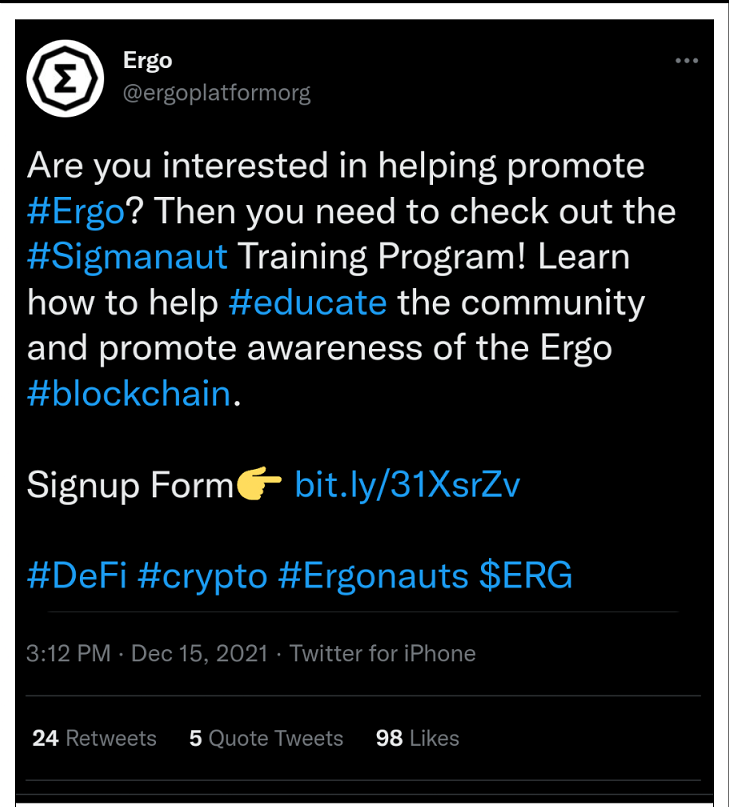 Σ
Ergo
@ergoplatformorg
Are you interested in helping promote
#Ergo? Then you need to check out the
#Sigmanaut Training Program! Learn
how to help #educate the community
and promote awareness of the Ergo
#blockchain.
Signup Form👉 bit.ly/31XsrZv
#DeFi #crypto #Ergonauts $ERG
3:12 PM · Dec 15, 2021 · Twitter for iPhone
24 Retweets 5 Quote Tweets 98 Likes